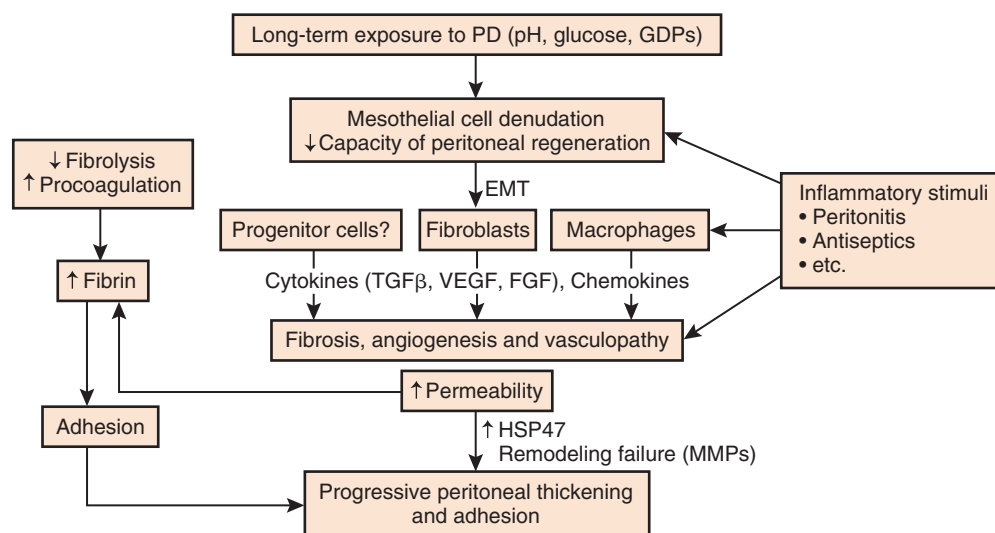 Long-term exposure to PD (pH, glucose, GDPs)
Mesothelial cell denudation
↓Capacity of peritoneal regeneration
↓ Fibrolysis
↑ Procoagulation
EMT
Inflammatory stimuli
• Peritonitis
• Antiseptics
• etc.
Progenitor cells?
Fibroblasts
Macrophages
↑ Fibrin
Cytokines (TGFβ, VEGF, FGF), Chemokines
Fibrosis, angiogenesis and vasculopathy
↑ Permeability
Adhesion
↑ HSP47
Remodeling failure (MMPs)
Progressive peritoneal thickening
and adhesion